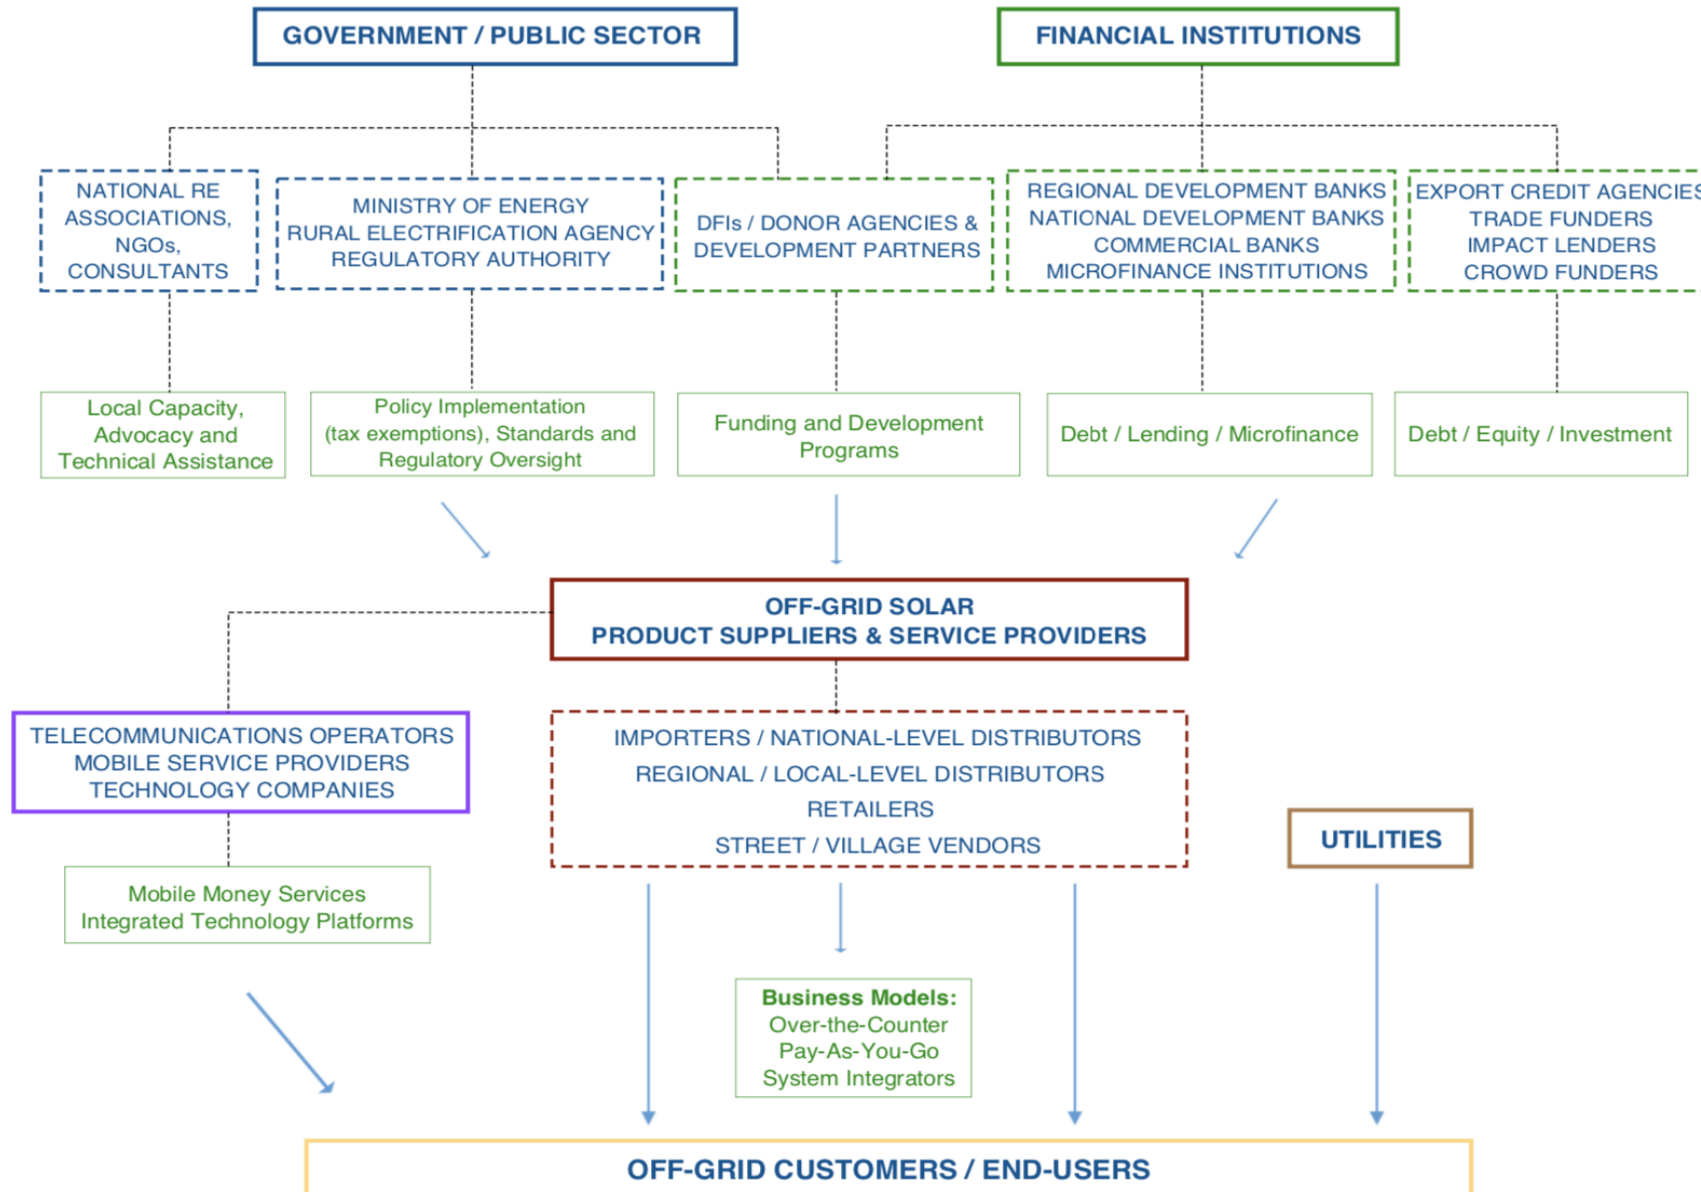 GOVERNMENT / PUBLIC SECTOR
FINANCIAL INSTITUTIONS
NATIONAL RE
ASSOCIATIONS,
NGOs,
CONSULTANTS
MINISTRY OF ENERGY
RURAL ELECTRIFICATION AGENCY
REGULATORY AUTHORITY
DFIs / DONOR AGENCIES &
DEVELOPMENT PARTNERS
REGIONAL DEVELOPMENT BANKS
NATIONAL DEVELOPMENT BANKS
COMMERCIAL BANKS
MICROFINANCE INSTITUTIONS
EXPORT CREDIT AGENCIES
TRADE FUNDERS
IMPACT LENDERS
CROWD FUNDERS
Local Capacity,
Advocacy and
Technical Assistance
Policy Implementation
(tax exemptions), Standards and
Regulatory Oversight
Funding and Development
Programs
Debt / Lending / Microfinance
Debt / Equity / Investment
OFF-GRID SOLAR
PRODUCT SUPPLIERS & SERVICE PROVIDERS
TELECOMMUNICATIONS OPERATORS
MOBILE SERVICE PROVIDERS
TECHNOLOGY COMPANIES
IMPORTERS / NATIONAL-LEVEL DISTRIBUTORS
REGIONAL / LOCAL-LEVEL DISTRIBUTORS
RETAILERS
STREET / VILLAGE VENDORS
UTILITIES
Mobile Money Services
Integrated Technology Platforms
Business Models:
Over-the-Counter
Pay-As-You-Go
System Integrators
OFF-GRID CUSTOMERS / END-USERS